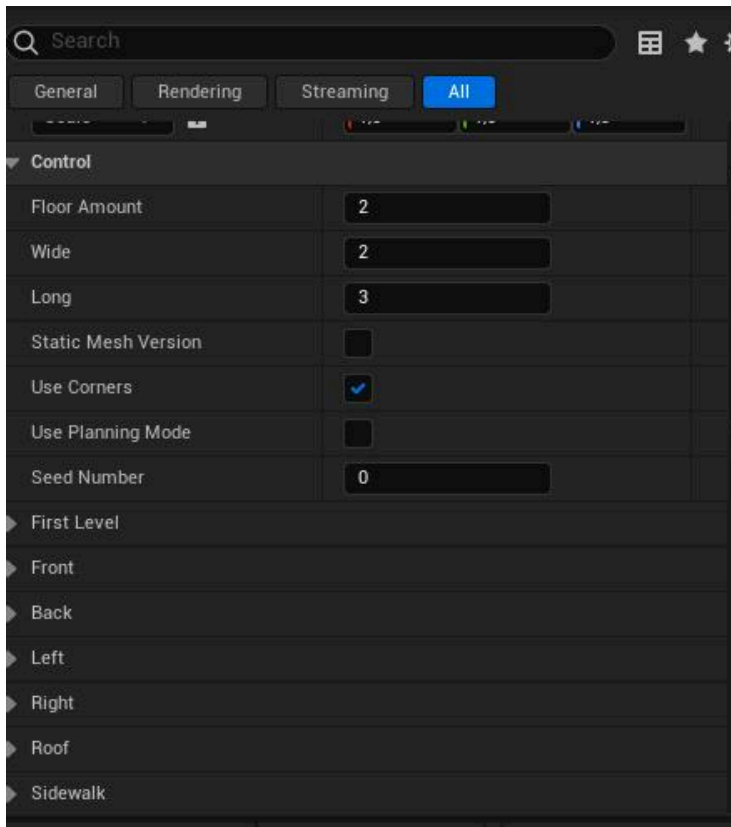 Search
General Rendering Streaming All
Control
Floor Amount 2
Wide 2
Long 3
Static Mesh Version
Use Corners
Use Planning Mode
Seed Number 0
First Level
Front
Back
Left
Right
Roof
Sidewalk